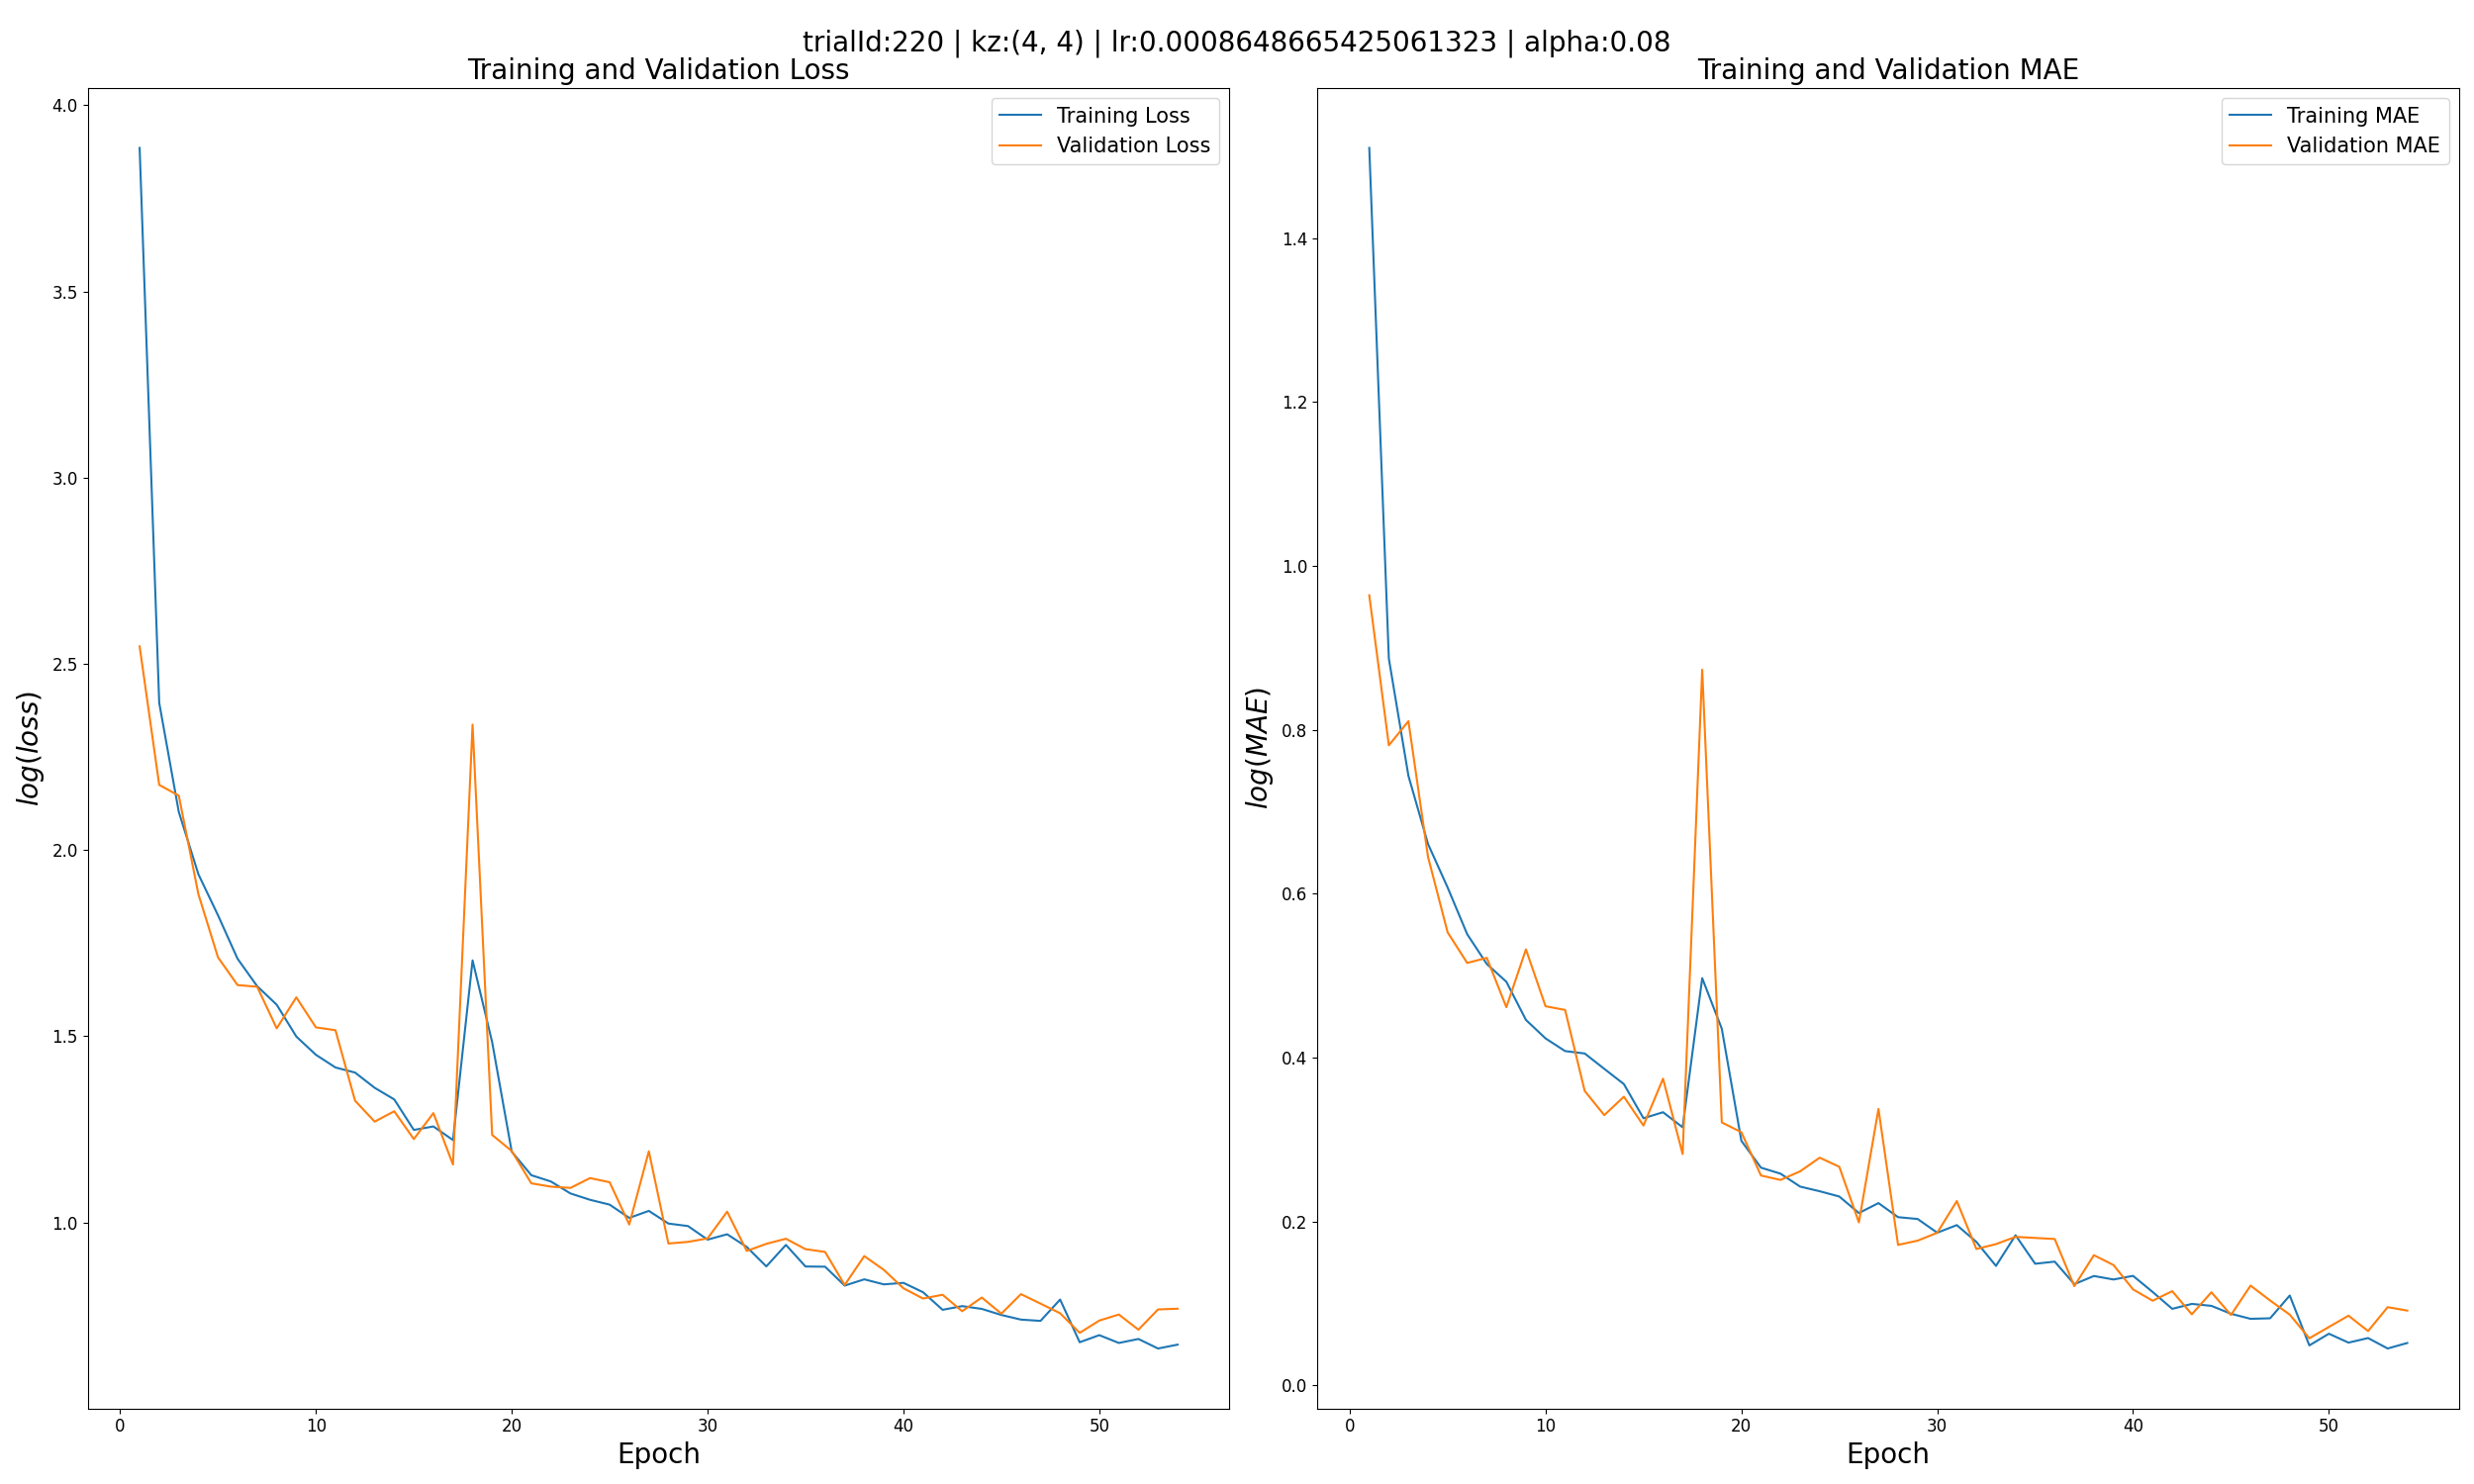 trialId:220 | kz:(4, 4) | lr:0.0008648665425061323 | alpha:0.08
Training and Validation Loss
Training Loss
Validation Loss
log(loss)
4.0
3.5
3.0
2.5
2.0
1.5
1.0
0 10 20 30 40 50
Epoch
Training and Validation MAE
Training MAE
Validation MAE
log(MAE)
1.4
1.2
1.0
0.8
0.6
0.4
0.2
0.0
0 10 20 30 40 50
Epoch